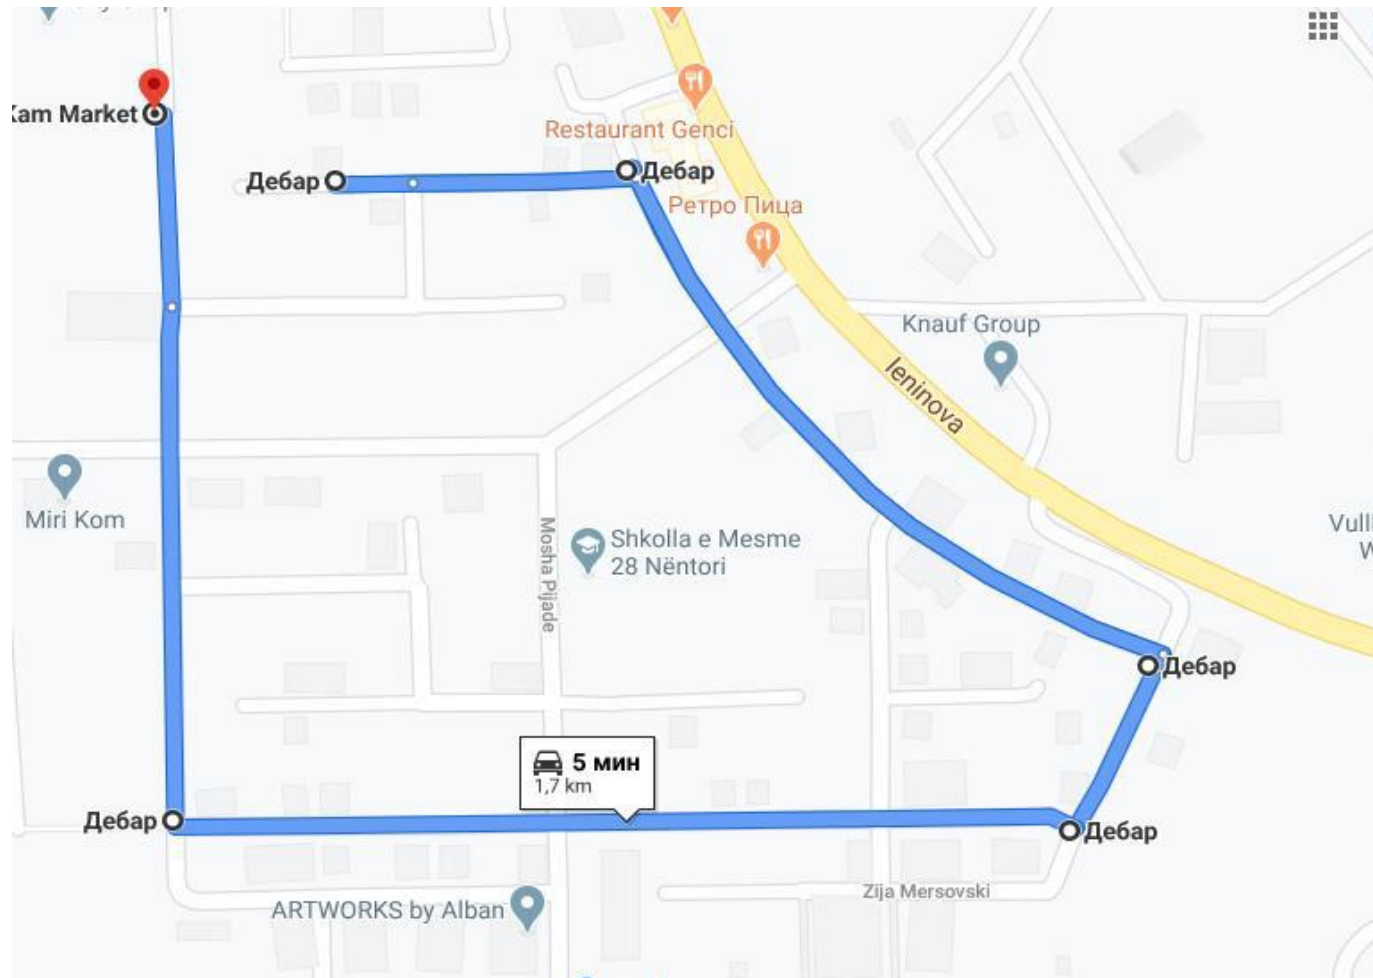 Kam Market
Restaurant Genci
Дебар
Дебар
Ретро Пица
Knauf Group
leninova
Miri Kom
Shkolla e Mesme
28 Nëntori
Mosha Pijade
Дебар
5 мин
1,7 km
Дебар
Дебар
Zija Mersovski
ARTWORKS by Alban